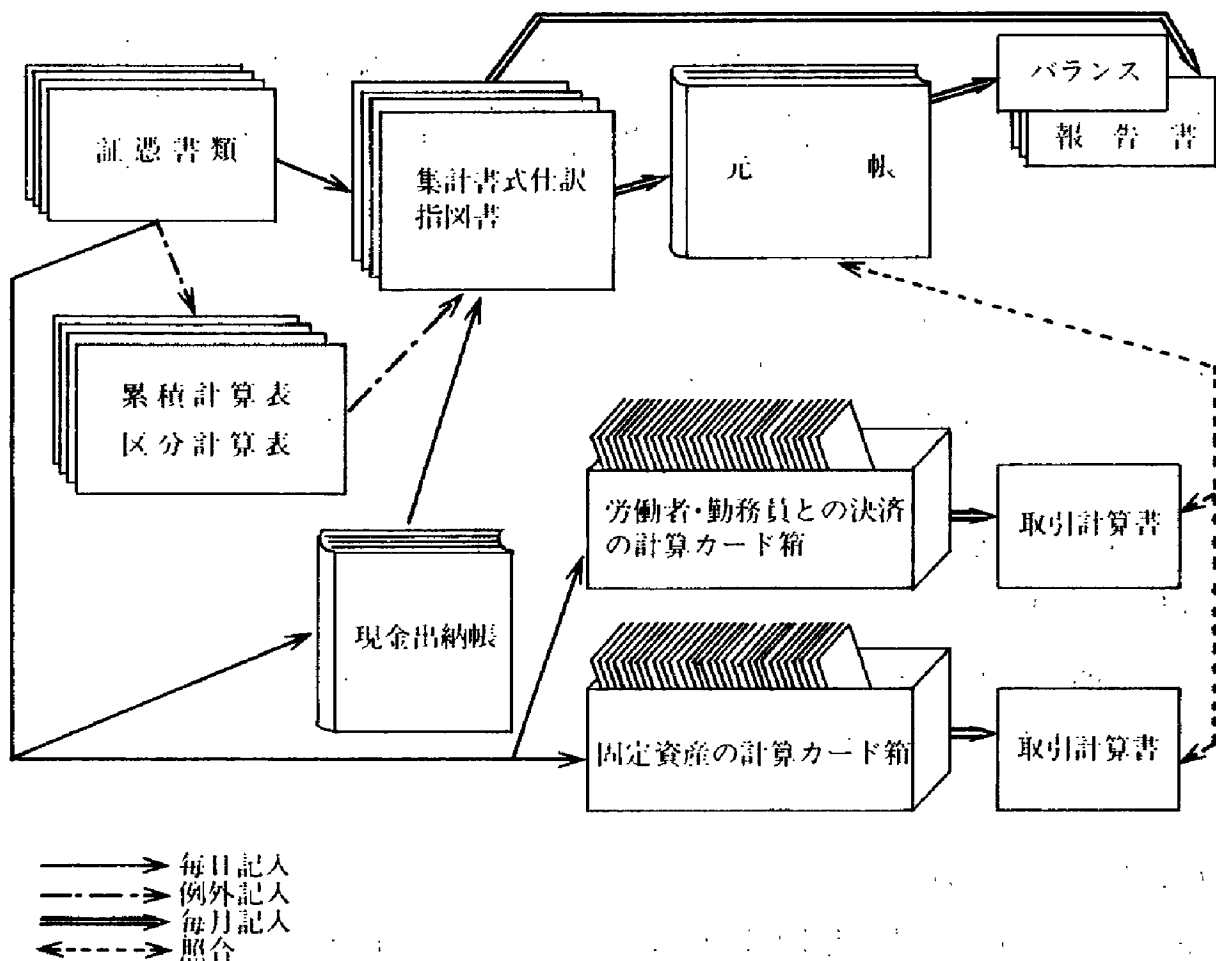 バランス
報告書
証憑書類
集計書式仕訳
指図書
元帳
累積計算表
区分計算表
労働者・勤務員との決済
の計算カード箱
取引計算書
現金出納帳
固定資産の計算カード箱
取引計算書
毎日記入
例外記入
毎月記入
照合